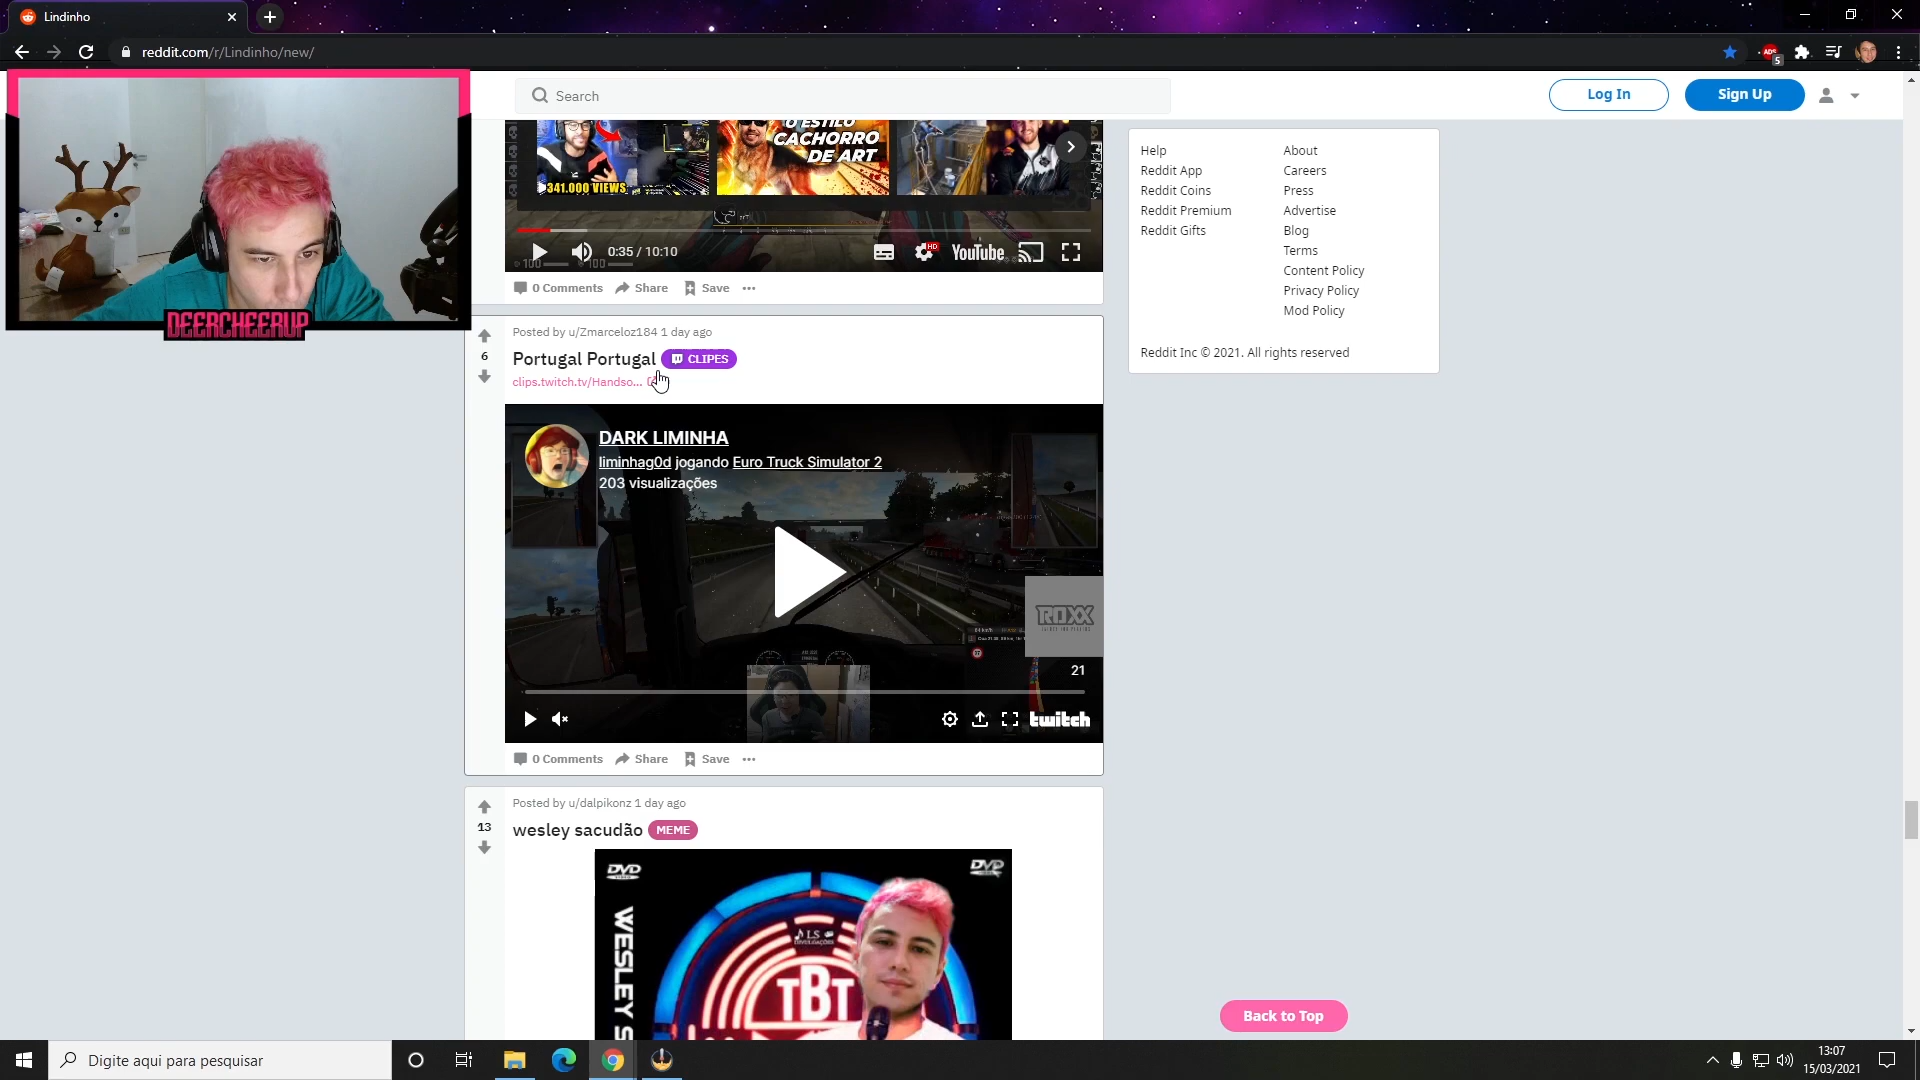 Lindinho
reddit.com/r/Lindinho/new/
ADS
5
Search
Log In
Sign Up
DEERCHEERUP
341.000 VIEWS
O ESTILO
CACHORRO
DE ART
0:35 / 10:10
HD
YouTube
0 Comments
Share
Save
Help
Reddit App
Reddit Coins
Reddit Premium
Reddit Gifts
About
Careers
Press
Advertise
Blog
Terms
Content Policy
Privacy Policy
Mod Policy
Reddit Inc © 2021. All rights reserved
6
Posted by u/Zmarceloz184 1 day ago
Portugal Portugal CLIPES
clips.twitch.tv/Handso...
DARK LIMINHA
liminhag0d jogando Euro Truck Simulator 2
203 visualizações
ROXX
21
twitch
0 Comments
Share
Save
13
Posted by u/dalpikonz 1 day ago
wesley sacudão MEME
DVD
DVD
WESLEY S
LS
DIVULGAÇÕES
TBT
Back to Top
Digite aqui para pesquisar
13:07
15/03/2021